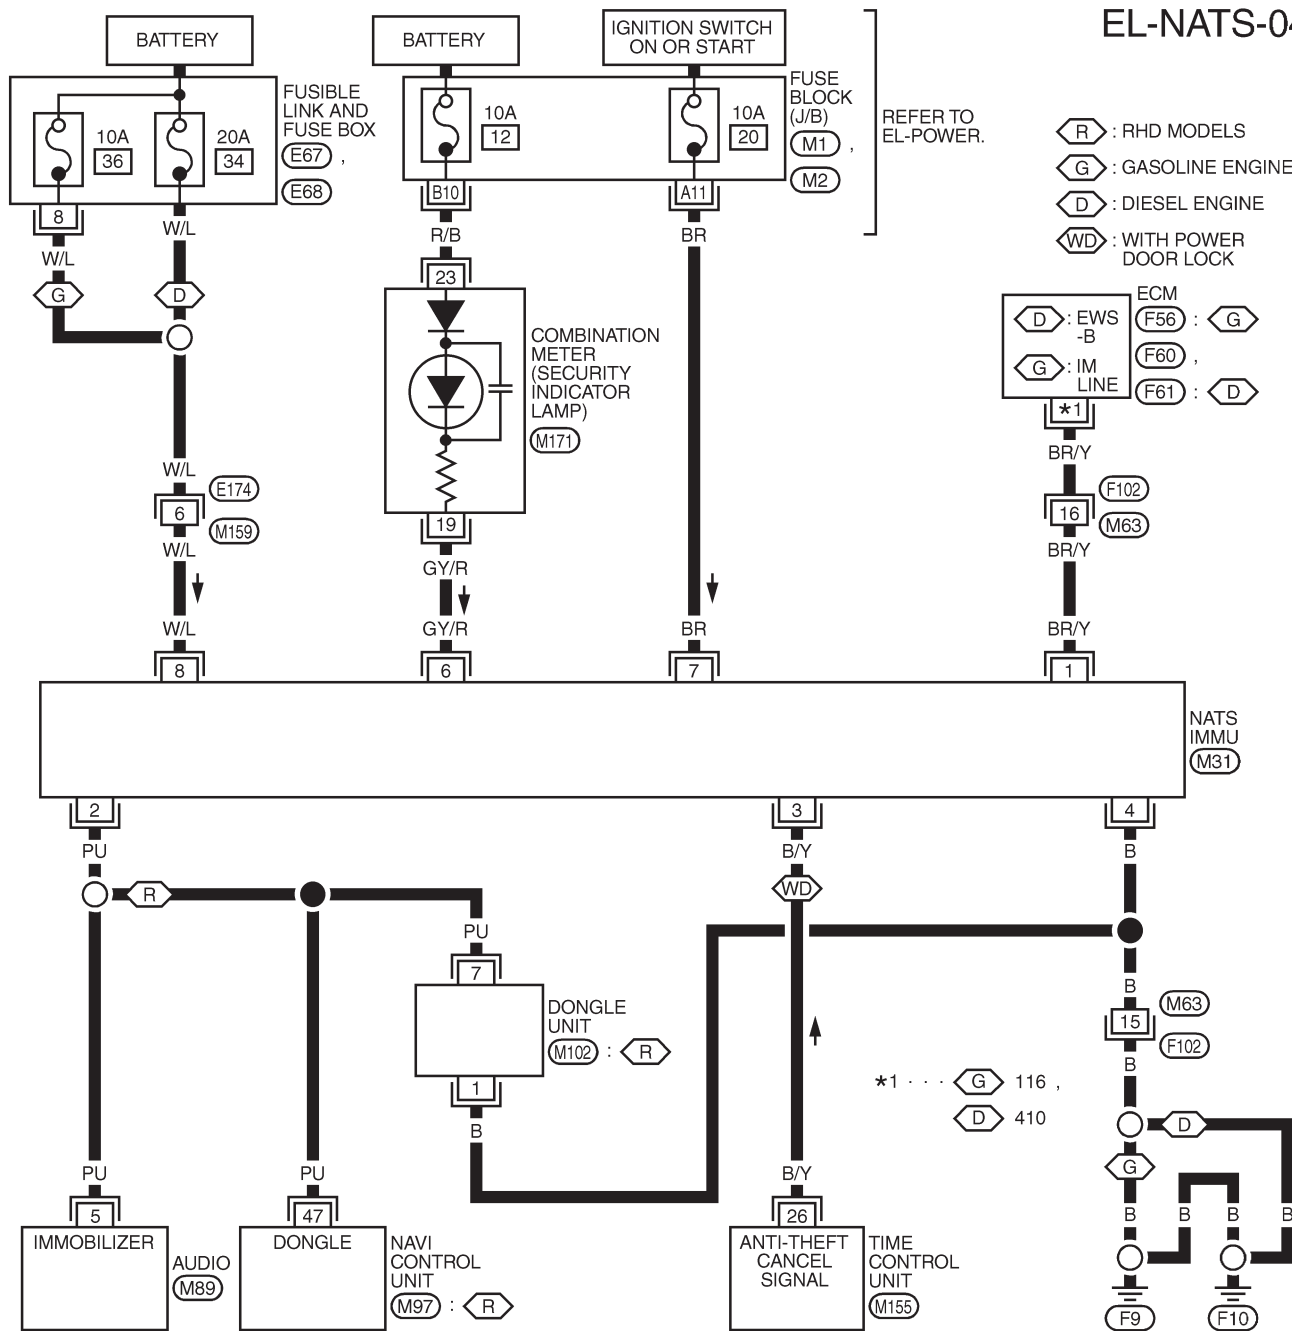 EL-NATS-04
BATTERY
BATTERY
IGNITION SWITCH
ON OR START
FUSIBLE
LINK AND
FUSE BOX
E67 ,
E68
10A
36
20A
34
10A
12
10A
20
FUSE
BLOCK
(J/B)
M1 ,
M2
REFER TO
EL-POWER.
R : RHD MODELS
G : GASOLINE ENGINE
D : DIESEL ENGINE
WD : WITH POWER
DOOR LOCK
8
W/L
W/L
G
D
B10
R/B
23
A11
BR
COMBINATION
METER
(SECURITY
INDICATOR
LAMP)
M171
ECM
D : EWS
-B
G : IM
LINE
F56 : G
F60 ,
F61 : D
*1
BR/Y
W/L
E174
6
M159
W/L
19
GY/R
F102
16
M63
BR/Y
W/L
GY/R
BR
BR/Y
8
6
7
1
NATS
IMMU
M31
2
3
4
PU
B/Y
B
R
WD
PU
7
DONGLE
UNIT
M102 : R
1
B
B
M63
15
F102
B
*1 · · · G 116 ,
D 410
D
G
PU
PU
B/Y
B
B
B
B
5
47
26
IMMOBILIZER
AUDIO
M89
DONGLE
NAVI
CONTROL
UNIT
M97 : R
ANTI-THEFT
CANCEL
SIGNAL
TIME
CONTROL
UNIT
M155
F9
F10